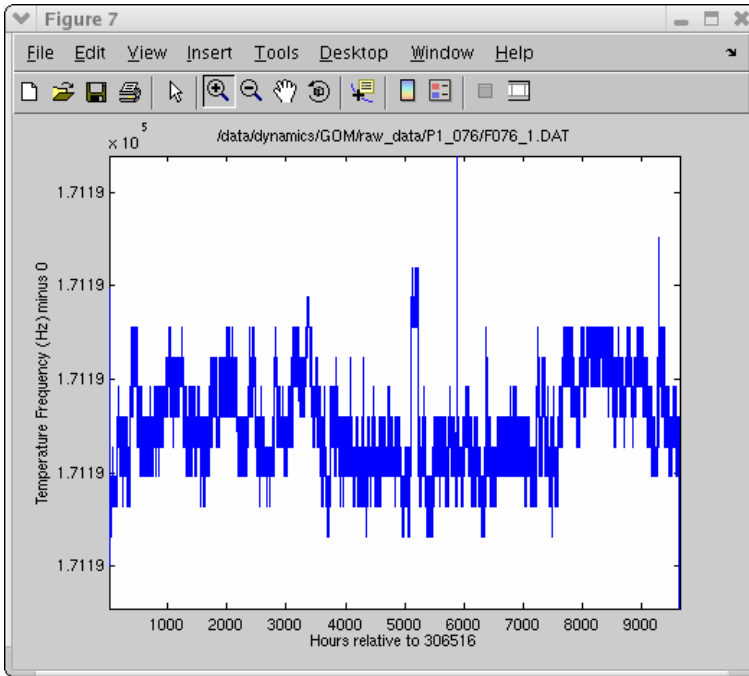 Figure 7
File Edit View Insert Tools Desktop Window Help
x 10^5
/data/dynamics/GOM/raw_data/P1_076/F076_1.DAT
1.7119
1.7119
1.7119
1.7119
1.7119
Temperature Frequency (Hz) minus 0
1000 2000 3000 4000 5000 6000 7000 8000 9000
Hours relative to 306516